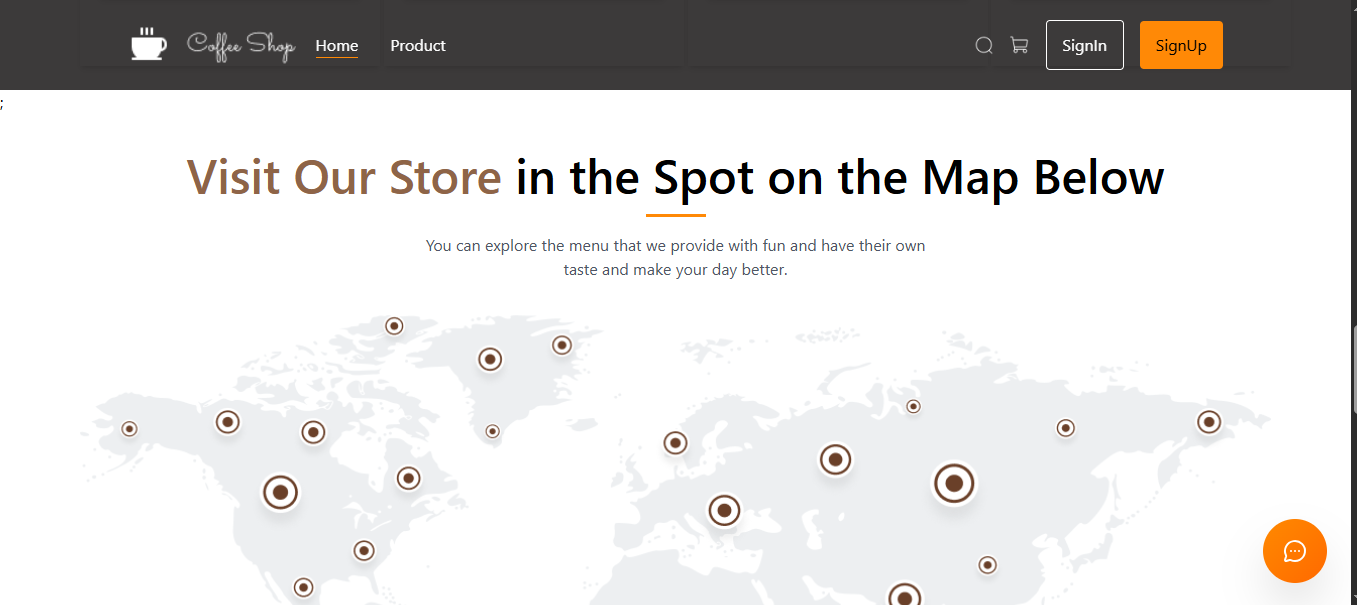 Coffee Shop
Home
Product
SignIn
SignUp
;
Visit Our Store in the Spot on the Map Below
You can explore the menu that we provide with fun and have their own
taste and make your day better.